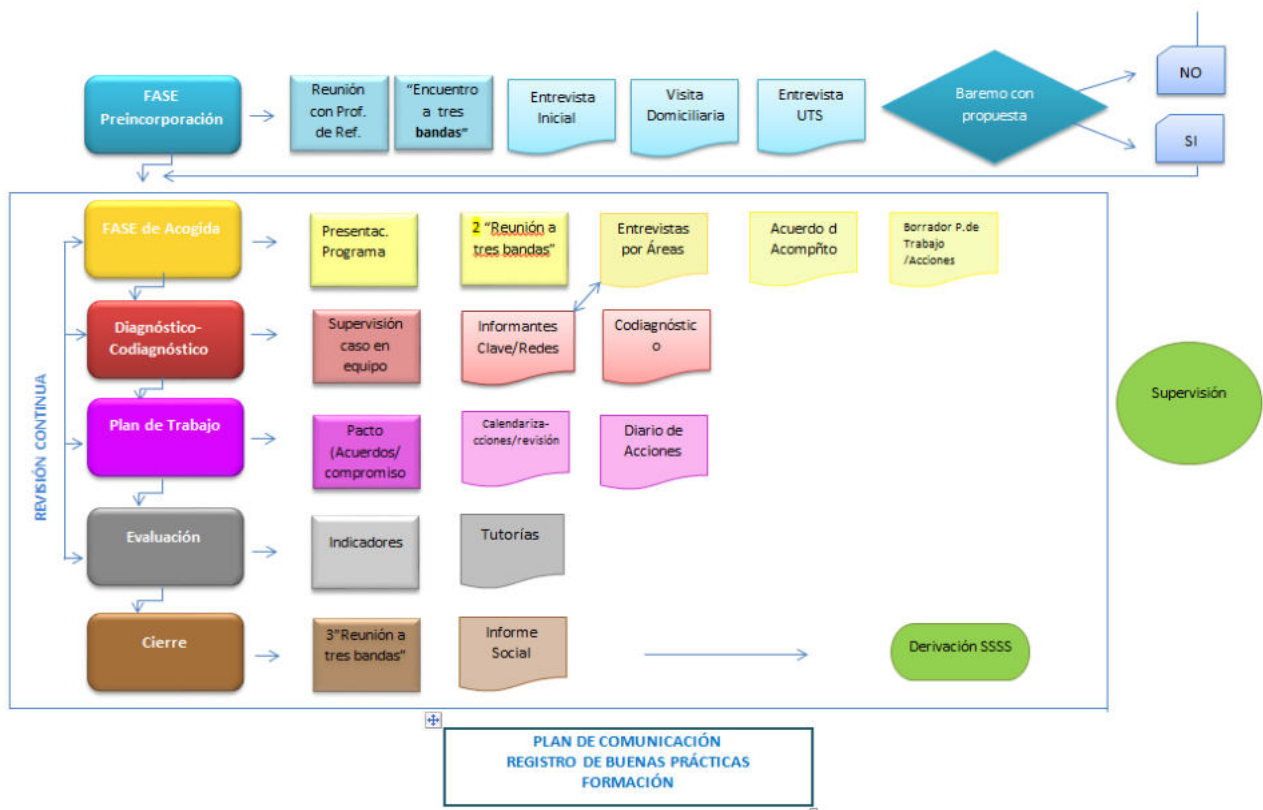 FASE
Preincorporación
Reunión
con Prof.
de Ref.
“Encuentro
a tres
bandas”
Entrevista
Inicial
Visita
Domiciliaria
Entrevista
UTS
Baremo con
propuesta
NO
SI
REVISIÓN CONTINUA
FASE de Acogida
Presentac.
Programa
2 “Reunión a
tres bandas”
Entrevistas
por Áreas
Acuerdo d
Acompñto
Borrador P.de
Trabajo
/Acciones
Diagnóstico-
Codiagnóstico
Supervisión
caso en
equipo
Informantes
Clave/Redes
Codiagnóstic
o
Supervisión
Plan de Trabajo
Pacto
(Acuerdos/
compromiso
Calendariza-
cciones/revisión
Diario de
Acciones
Evaluación
Indicadores
Tutorías
Cierre
3“Reunión a
tres bandas”
Informe
Social
Derivación SSSS
PLAN DE COMUNICACIÓN
REGISTRO DE BUENAS PRÁCTICAS
FORMACIÓN